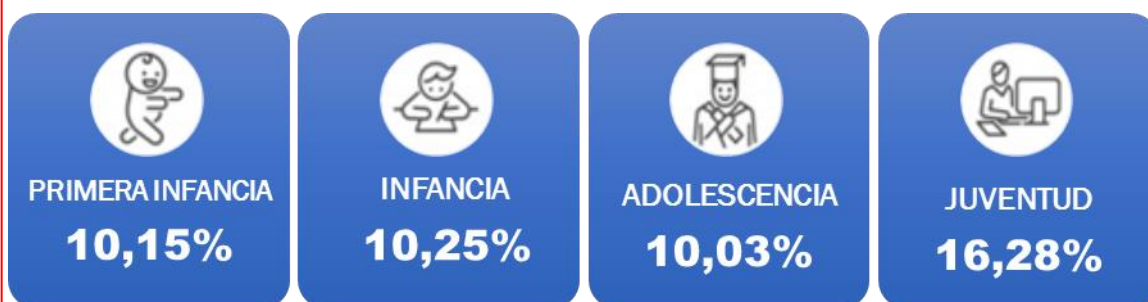 PRIMERA INFANCIA
10,15%
INFANCIA
10,25%
ADOLESCENCIA
10,03%
JUVENTUD
16,28%